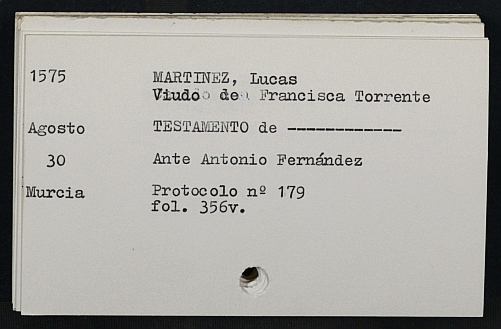 1575 MARTINEZ, Lucas
Viudo de Francisca Torrente
Agosto TESTAMENTO de ------------
30 Ante Antonio Fernández
Murcia Protocolo nº 179
fol. 356v.